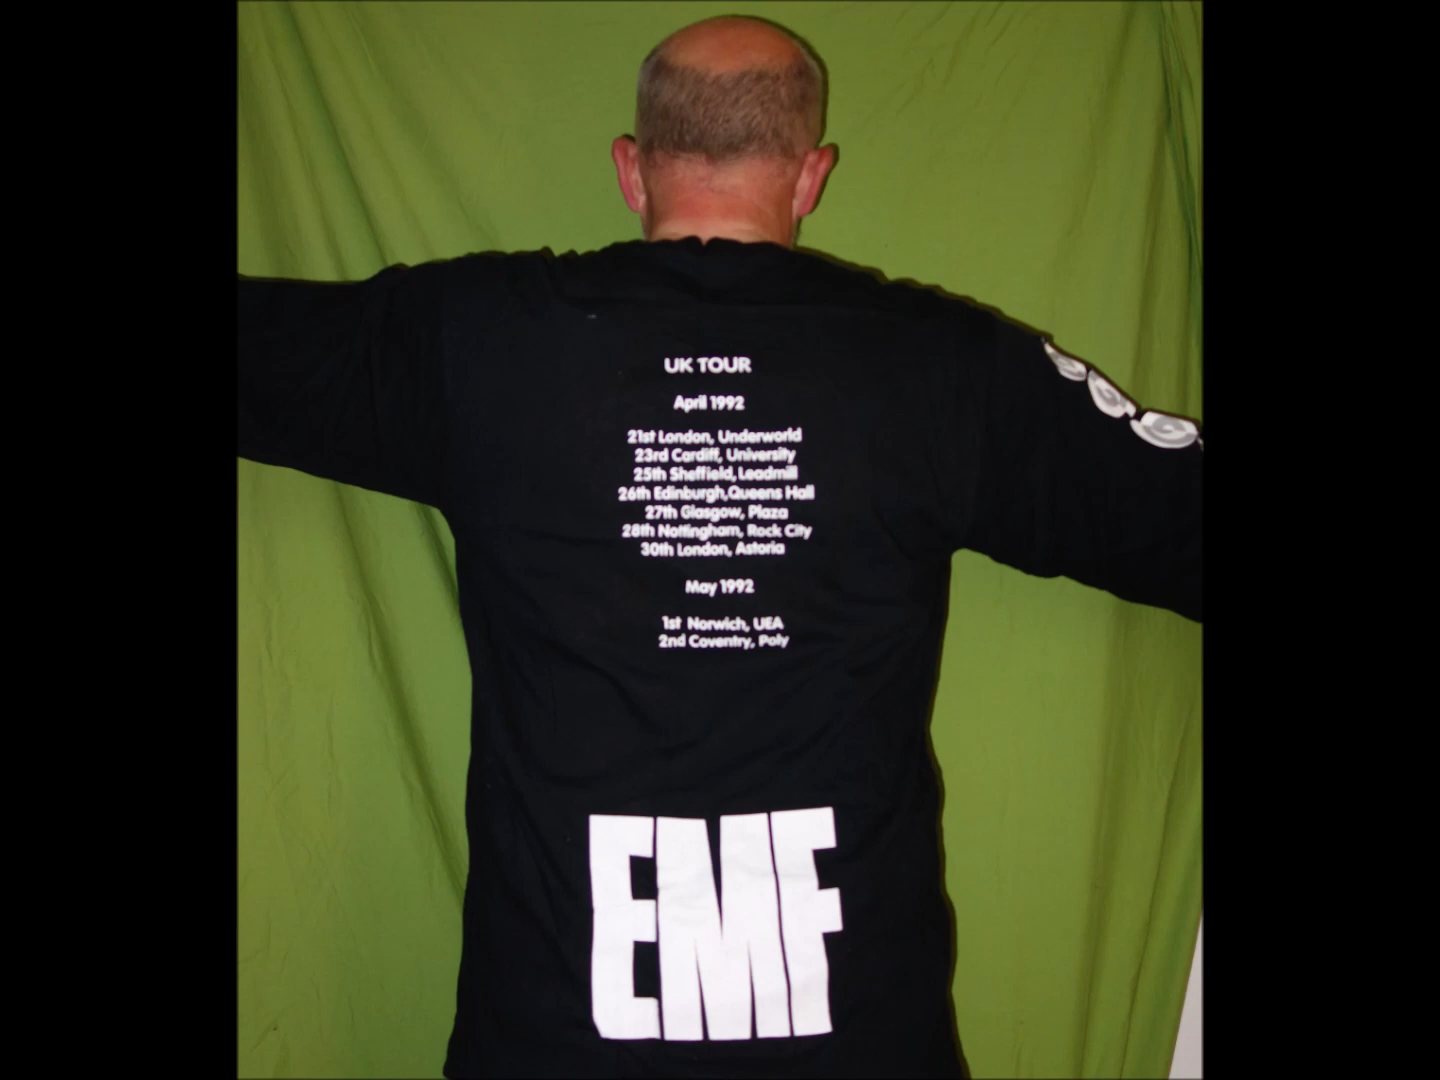 UK TOUR
April 1992
21st London, Underworld
23rd Cardiff, University
25th Sheffield, Leadmill
26th Edinburgh,Queens Hall
27th Glasgow, Plaza
28th Nottingham, Rock City
30th London, Astoria
May 1992
1st Norwich, UEA
2nd Coventry, Poly
EMF